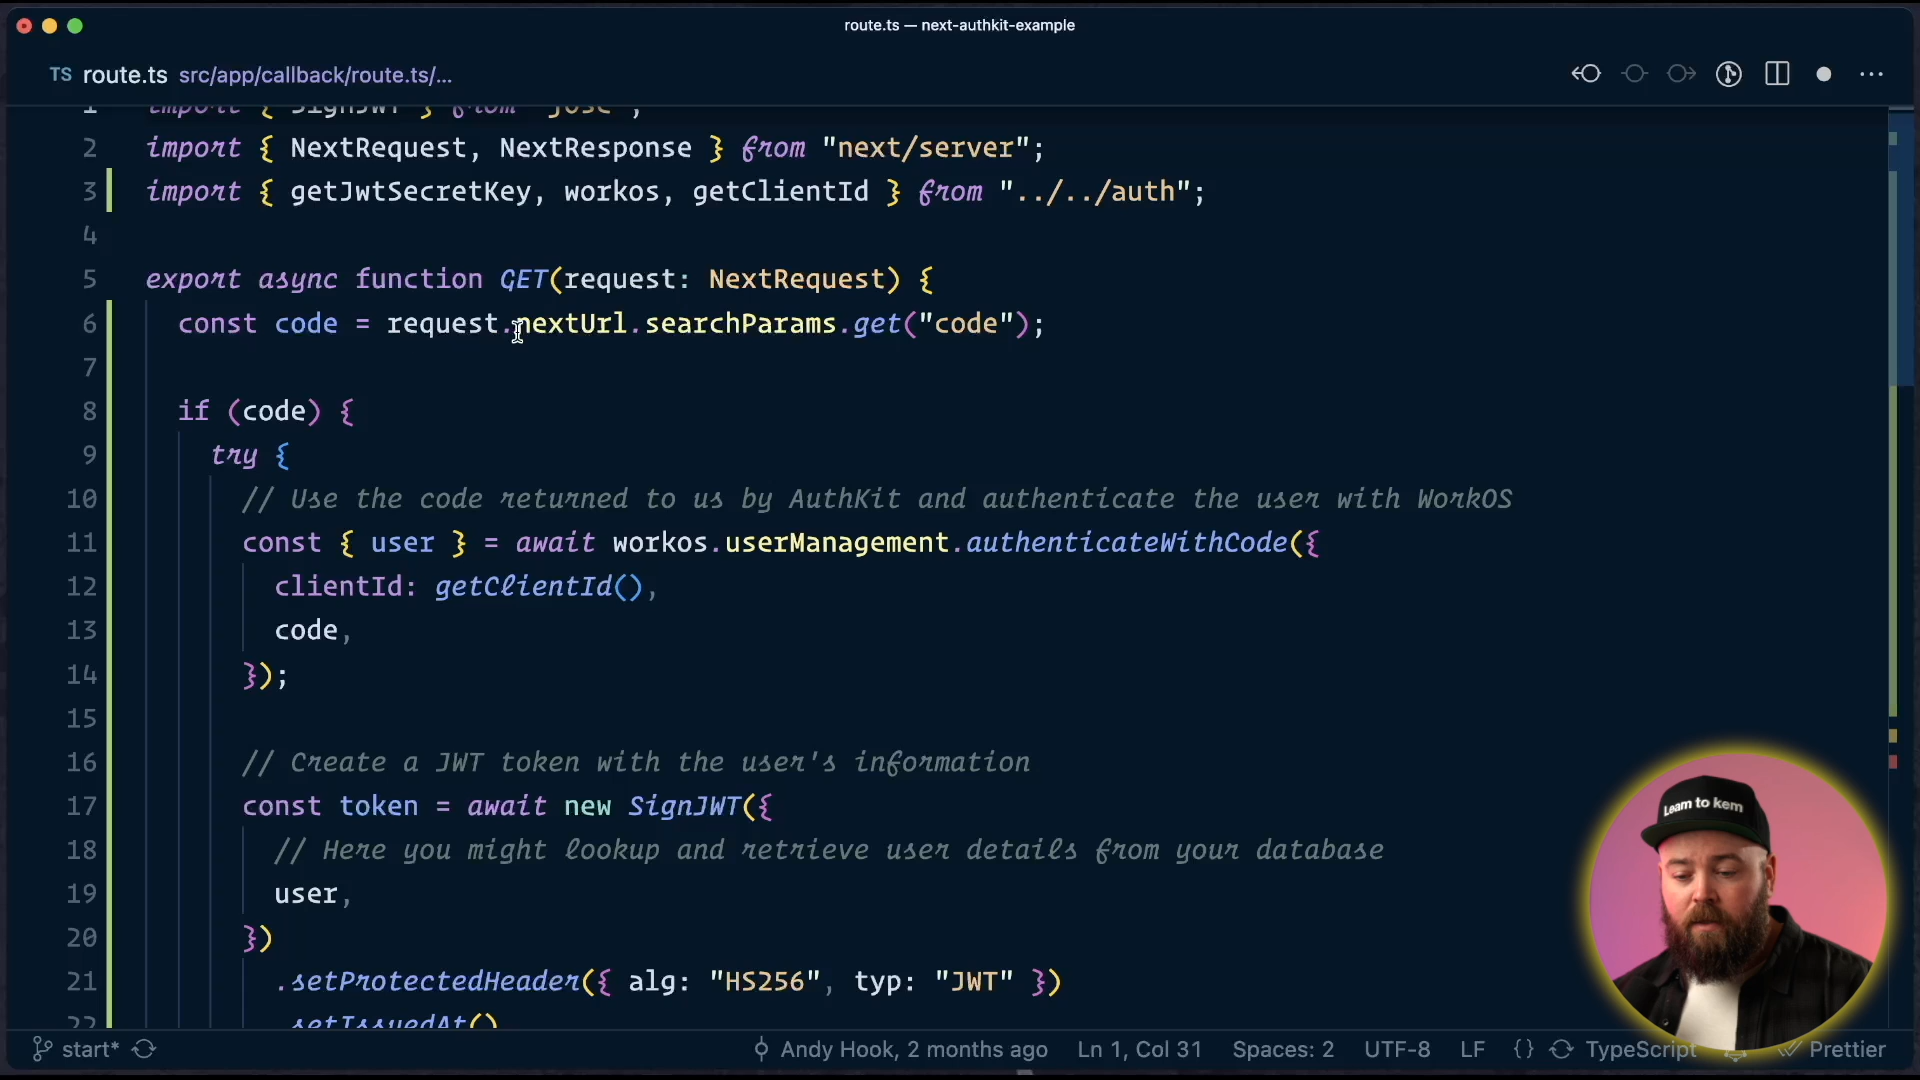 route.ts — next-authkit-example
TS route.ts src/app/callback/route.ts/...
1 import { SignJWT } from "jose";
2 import { NextRequest, NextResponse } from "next/server";
3 import { getJwtSecretKey, workos, getClientId } from "../../auth";
4
5 export async function GET(request: NextRequest) {
6 const code = request.nextUrl.searchParams.get("code");
7
8 if (code) {
9 try {
10 // Use the code returned to us by AuthKit and authenticate the user with WorkOS
11 const { user } = await workos.userManagement.authenticateWithCode({
12 clientId: getClientId(),
13 code,
14 });
15
16 // Create a JWT token with the user's information
17 const token = await new SignJWT({
18 // Here you might lookup and retrieve user details from your database
19 user,
20 })
21 .setProtectedHeader({ alg: "HS256", typ: "JWT" })
22 .setIssuedAt()
Learn to kern
start* Andy Hook, 2 months ago Ln 1, Col 31 Spaces: 2 UTF-8 LF {} TypeScript Prettier